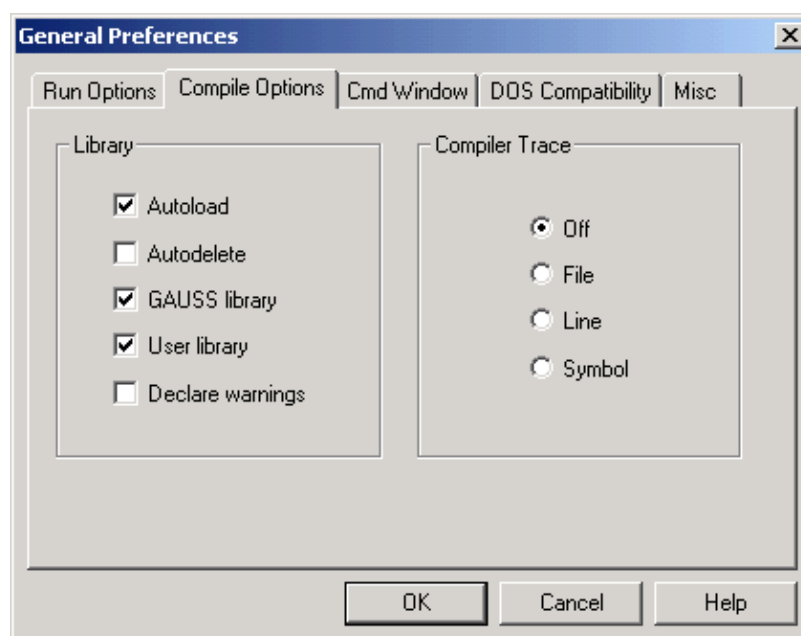 General Preferences
Run Options
Compile Options
Cmd Window
DOS Compatibility
Misc
Library
Autoload
Autodelete
GAUSS library
User library
Declare warnings
Compiler Trace
Off
File
Line
Symbol
OK
Cancel
Help